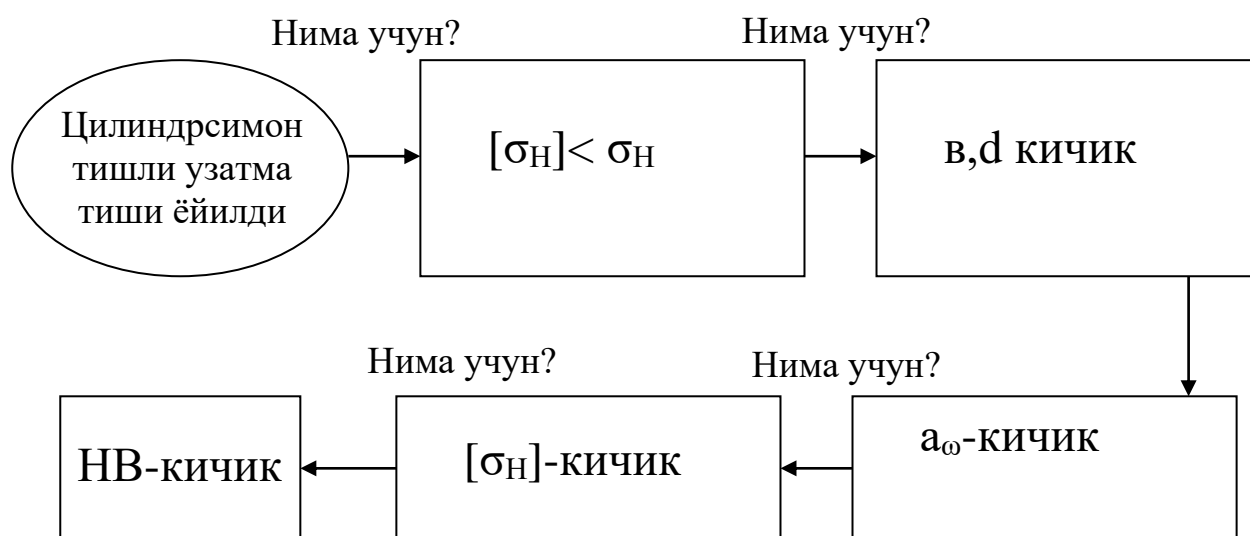 Нима учун?
Нима учун?
Цилиндрсимон
тишли узатма
тиши ёйилди
[σH]< σH
в,d кичик
Нима учун?
Нима учун?
HB-кичик
[σH]-кичик
aω-кичик